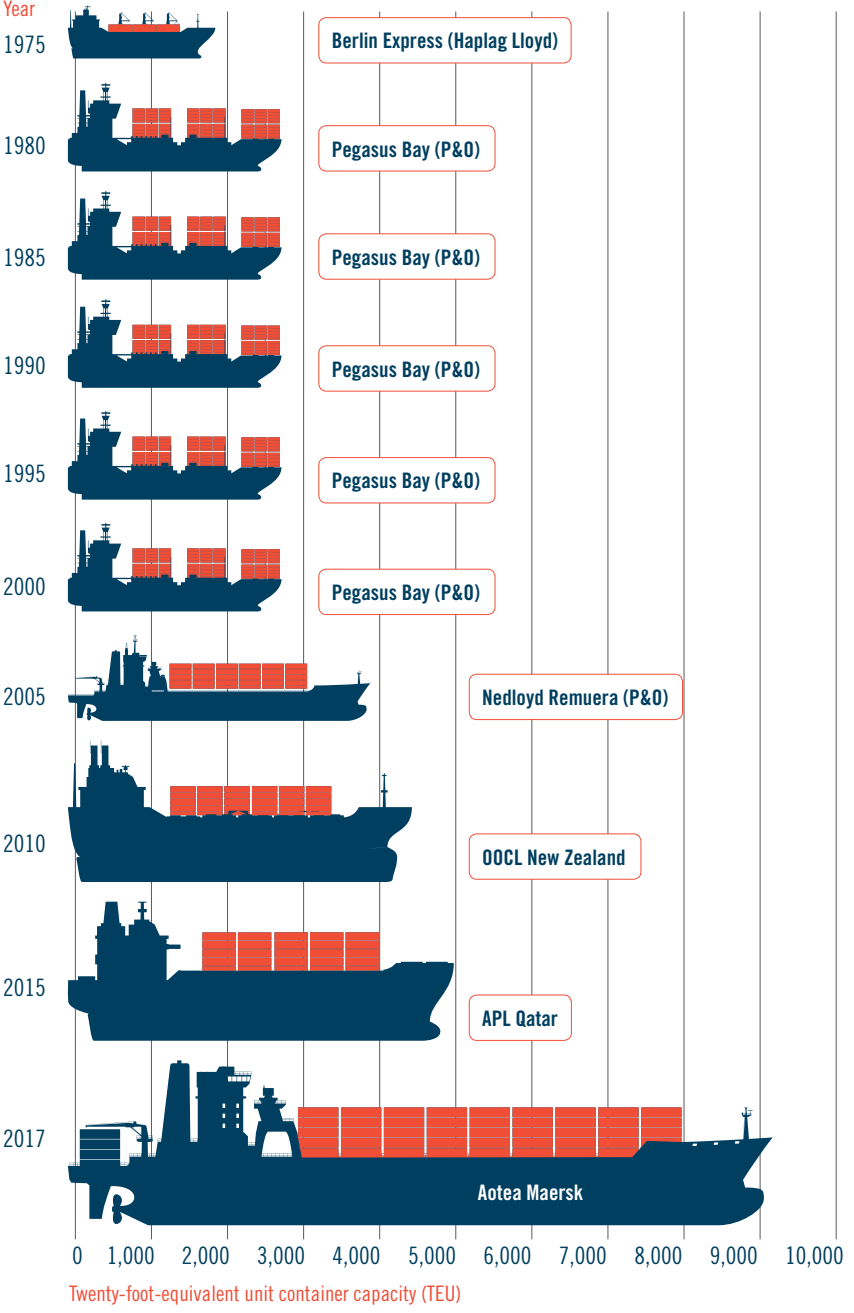 Year
1975
Berlin Express (Haplag Lloyd)
1980
Pegasus Bay (P&O)
1985
Pegasus Bay (P&O)
1990
Pegasus Bay (P&O)
1995
Pegasus Bay (P&O)
2000
Pegasus Bay (P&O)
2005
Nedloyd Remuera (P&O)
2010
OOCL New Zealand
2015
APL Qatar
2017
Aotea Maersk
0 1,000 2,000 3,000 4,000 5,000 6,000 7,000 8,000 9,000 10,000
Twenty-foot-equivalent unit container capacity (TEU)